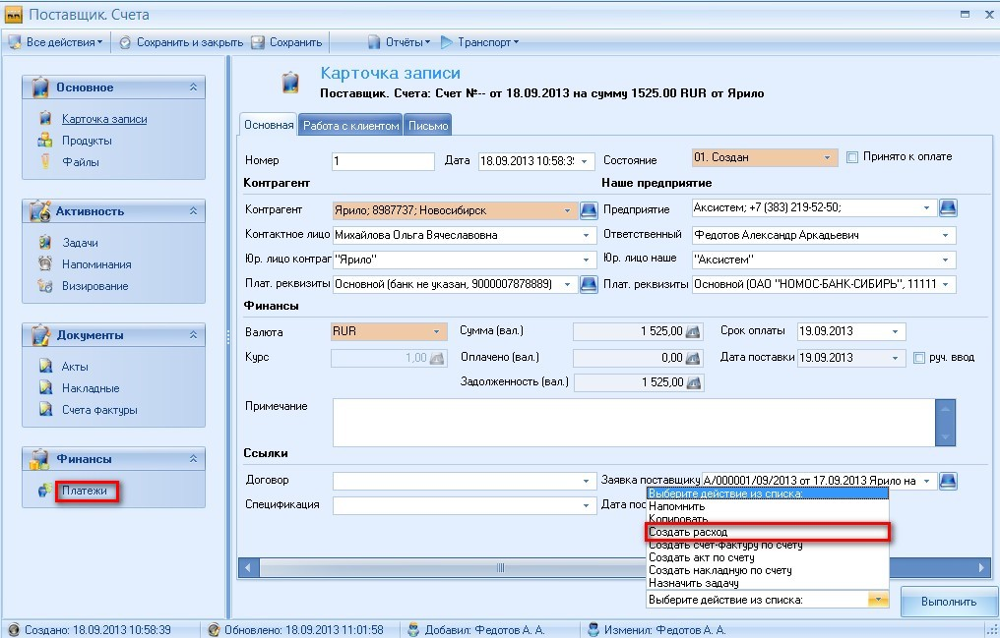 Поставщик. Счета
Все действия Сохранить и закрыть Сохранить Отчёты Транспорт
Основное
Карточка записи
Продукты
Файлы
Активность
Задачи
Напоминания
Визирование
Документы
Акты
Накладные
Счета фактуры
Финансы
Платежи
Карточка записи
Поставщик. Счета: Счет №-- от 18.09.2013 на сумму 1525.00 RUR от Ярило
Основная Работа с клиентом Письмо
Номер 1 Дата 18.09.2013 10:58:3 Состояние 01. Создан Принято к оплате
Контрагент Наше предприятие
Контрагент Ярило; 8987737; Новосибирск Предприятие Аксистем; +7 (383) 219-52-50;
Контактное лицо Михайлова Ольга Вячеславовна Ответственный Федотов Александр Аркадьевич
Юр. лицо контраг "Ярило" Юр. лицо наше "Аксистем"
Плат. реквизиты Основной (банк не указан, 9000007878889) Плат. реквизиты Основной (ОАО "НОМОС-БАНК-СИБИРЬ", 11111
Финансы
Валюта RUR Сумма (вал.) 1 525,00 Срок оплаты 19.09.2013
Курс 1,00 Оплачено (вал.) 0,00 Дата поставки 19.09.2013 руч. ввод
Задолженность (вал.) 1 525,00
Примечание
Ссылки
Договор Заявка поставщику А/000001/09/2013 от 17.09.2013 Ярило на
Спецификация Дата пос
Выберите действие из списка:
Напомнить
Копировать
Создать расход
Создать счет-фактуру по счету
Создать акт по счету
Создать накладную по счету
Назначить задачу
Выберите действие из списка: Выполнить
Создано: 18.09.2013 10:58:39 Обновлено: 18.09.2013 11:01:58 Добавил: Федотов А. А. Изменил: Федотов А. А.